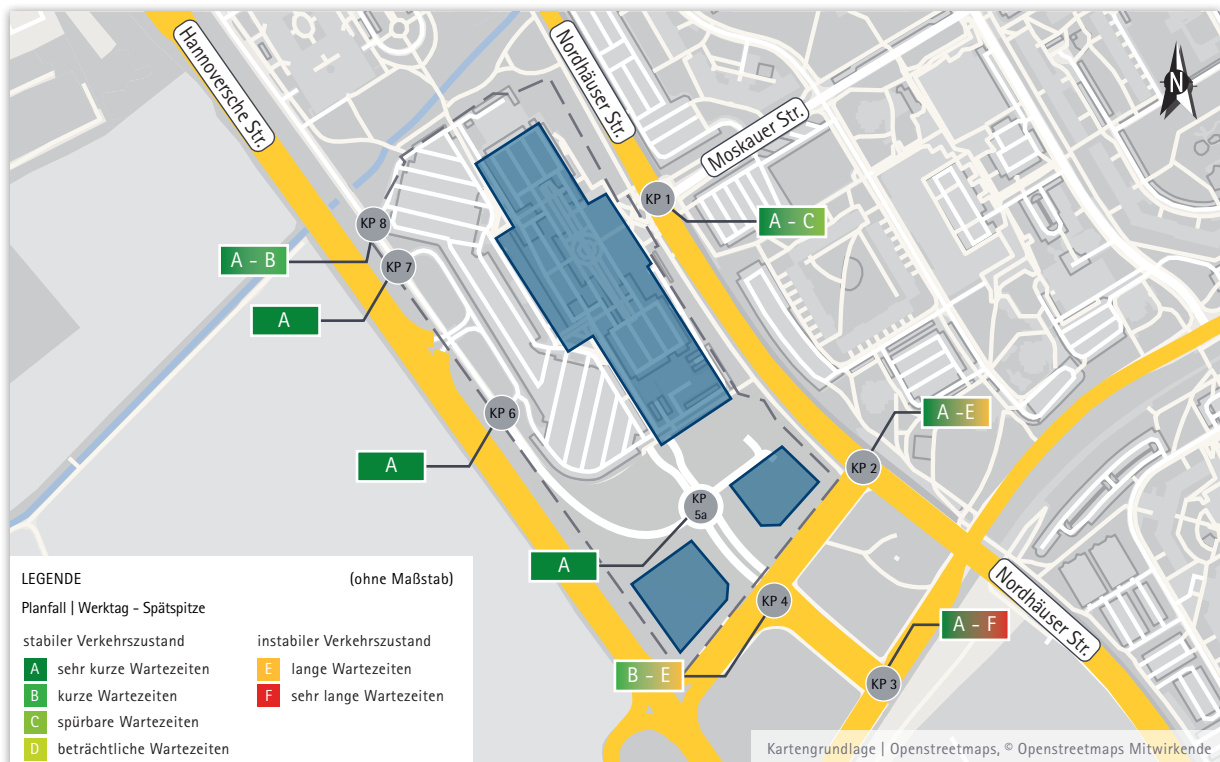 Hannoversche Str.
Nordhäuser Str.
Moskauer Str.
N
KP 1
A - C
KP 8
A - B
KP 7
A
KP 6
A
A -E
KP 2
KP
5a
A
KP 4
B - E
A - F
KP 3
Nordhäuser Str.
LEGENDE
(ohne Maßstab)
Planfall | Werktag - Spätspitze
stabiler Verkehrszustand
instabiler Verkehrszustand
A sehr kurze Wartezeiten
E lange Wartezeiten
B kurze Wartezeiten
F sehr lange Wartezeiten
C spürbare Wartezeiten
D beträchtliche Wartezeiten
Kartengrundlage | Openstreetmaps, © Openstreetmaps Mitwirkende